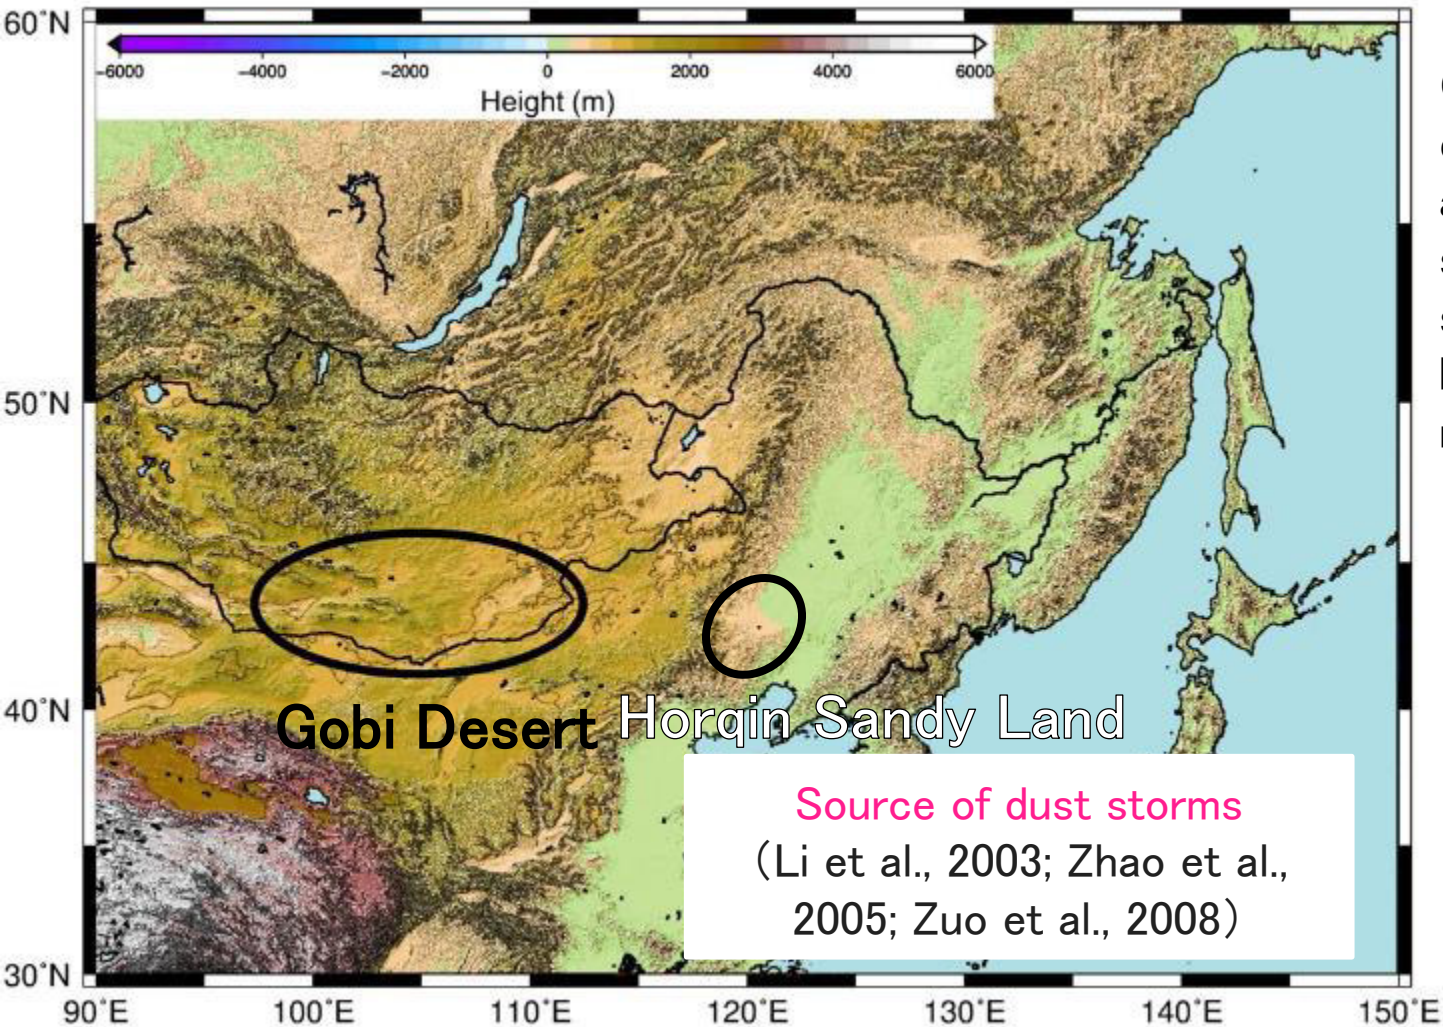 60°N
-6000 -4000 -2000 0 2000 4000 6000
Height (m)
50°N
40°N
Gobi Desert
Horqin Sandy Land
Source of dust storms
(Li et al., 2003; Zhao et al.,
2005; Zuo et al., 2008)
30°N
90°E 100°E 110°E 120°E 130°E 140°E 150°E